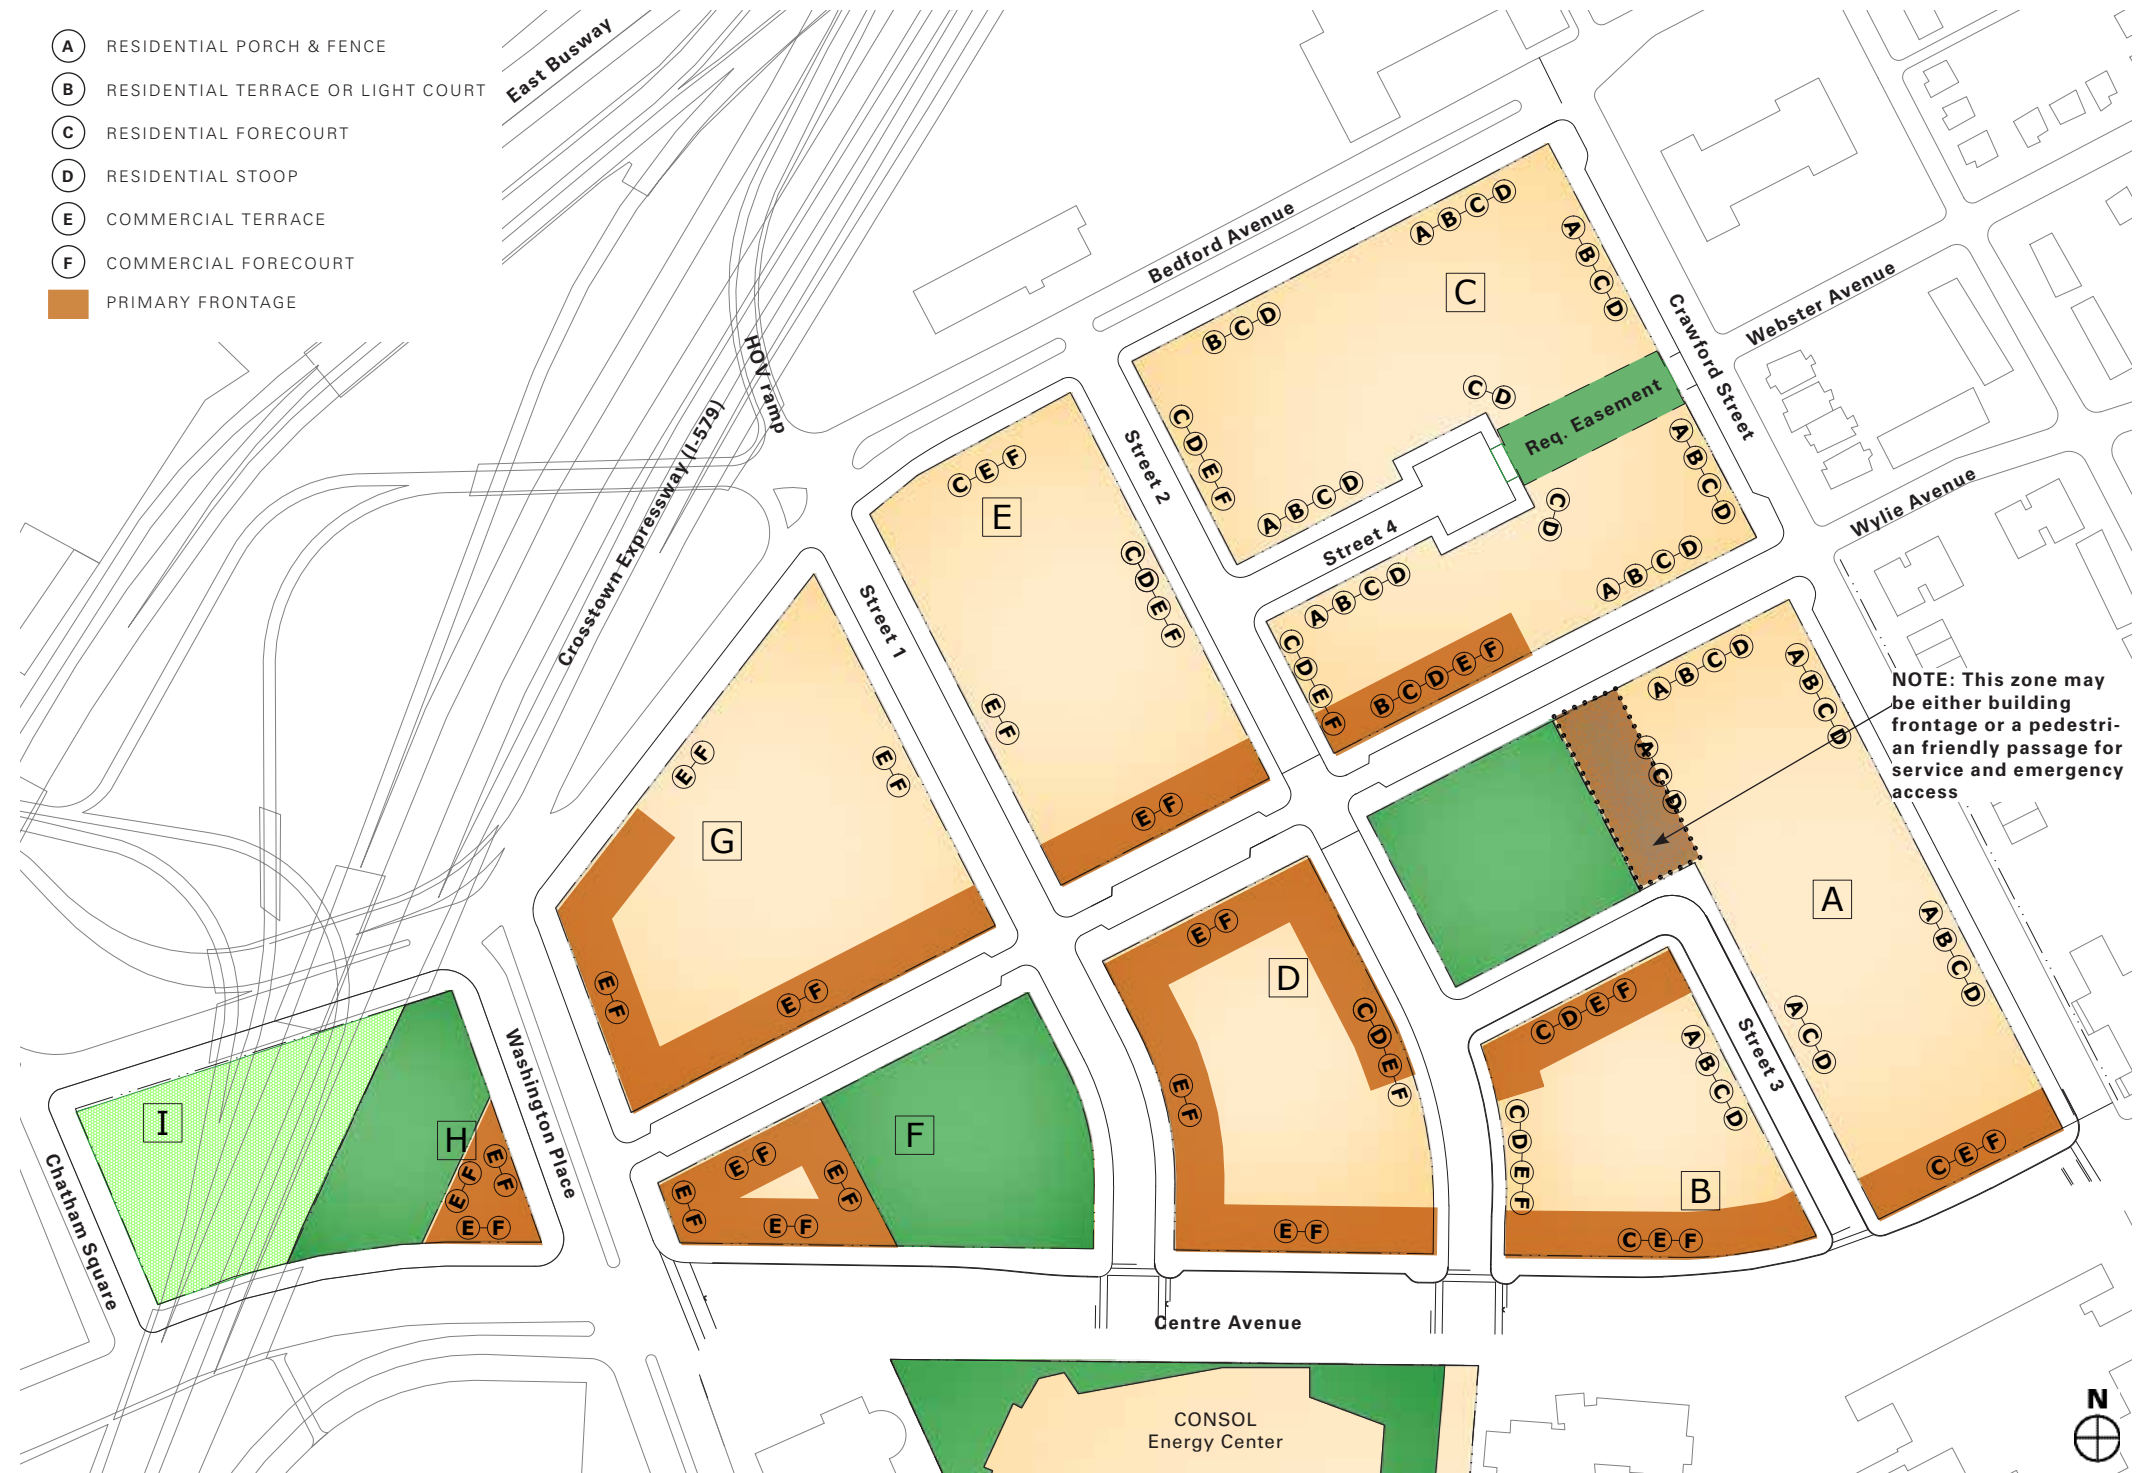 A RESIDENTIAL PORCH & FENCE
B RESIDENTIAL TERRACE OR LIGHT COURT
C RESIDENTIAL FORECOURT
D RESIDENTIAL STOOP
E COMMERCIAL TERRACE
F COMMERCIAL FORECOURT
PRIMARY FRONTAGE
East Busway
HOV ramp
Crosstown Expressway (I-579)
Bedford Avenue
Crawford Street
Webster Avenue
Wylie Avenue
Street 2
Street 4
Street 1
Street 3
Washington Place
Chatham Square
Centre Avenue
Req. Easement
A B C D
A B C D
B C D
C
C D
C D E F
A B C D
A B C D
C D
A B C D
A B C D
C D E F
B C D E F
C E F
E
C D E F
E F
E F
E F
E F
G
E F
E F
A B C D
A B C D
A C D
NOTE: This zone may
be either building
frontage or a pedestri-
an friendly passage for
service and emergency
access
A
A B C D
A C D
C E F
E F
D
C D E F
E F
E F
C D E F
A B C D
C D E F
B
C E F
F
E F
E F
E F
E F
I
H
E F
E F
E F
CONSOL
Energy Center
N